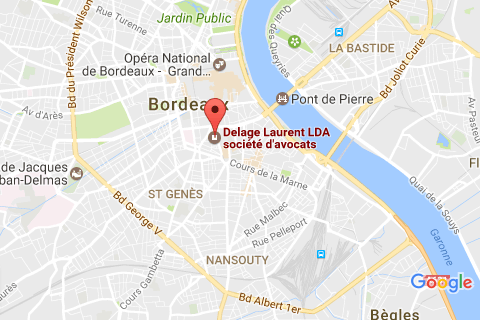 Jardin Public
Rue Turenne
Quai des
Queyries
LA BASTIDE
Opéra National
de Bordeaux - Grand...
Bd du Président Wilson
Bd Joliot Curie
Av d'Arès
Bordeaux
Pont de Pierre
Av Pasteur
Delage Laurent LDA
société d'avocats
de Jacques
ban-Delmas
Cours de la Marne
ST GENÈS
Bd George V
Quai de la Souys
Rue Malbec
Rue Pelleport
Garonne
Cours Gambetta
NANSOUTY
Bd Albert 1er
Bègles
Google